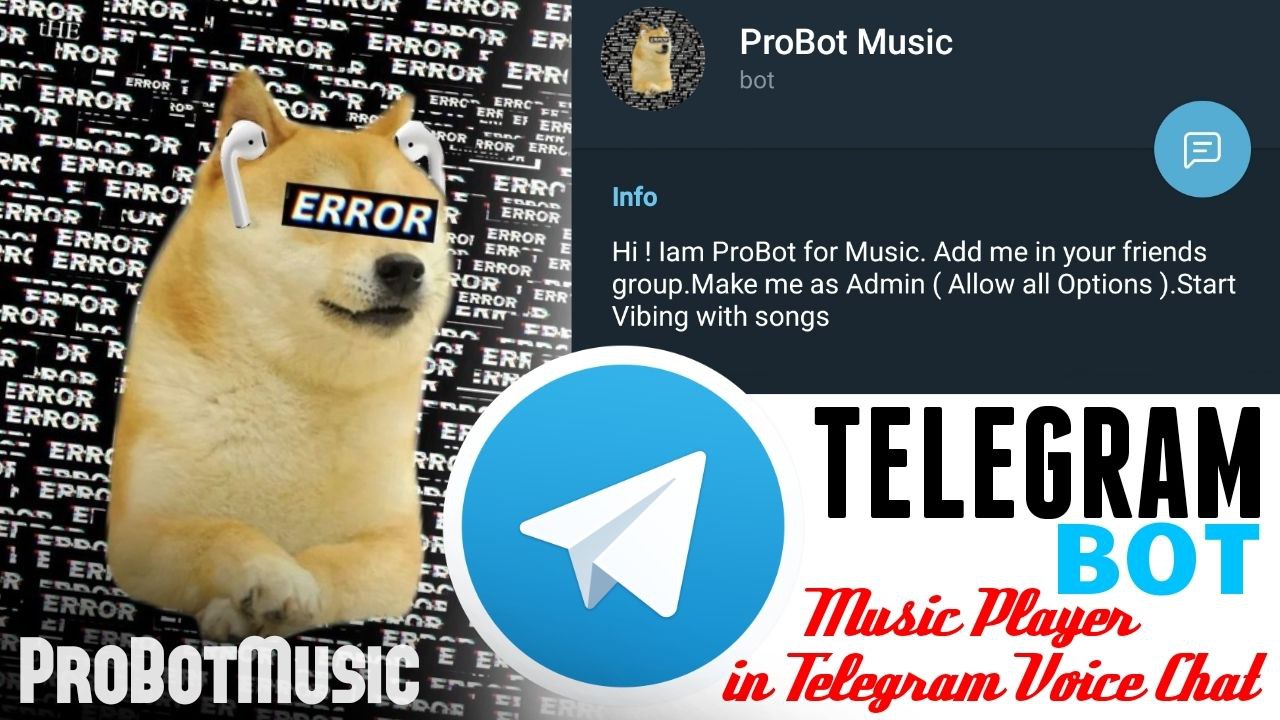 tHE
ERROR
ProBotMusic
ProBot Music
bot
Info
Hi ! Iam ProBot for Music. Add me in your friends
group.Make me as Admin ( Allow all Options ).Start
Vibing with songs
TELEGRAM
BOT
Music Player
in Telegram Voice Chat